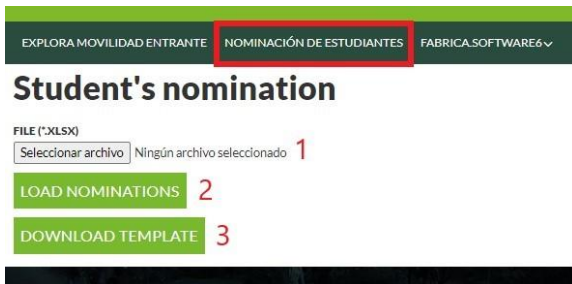 EXPLORA MOVILIDAD ENTRANTE NOMINACIÓN DE ESTUDIANTES FABRICA.SOFTWARE6
Student's nomination
FILE (*.XLSX)
Seleccionar archivo Ningún archivo seleccionado 1
LOAD NOMINATIONS 2
DOWNLOAD TEMPLATE 3